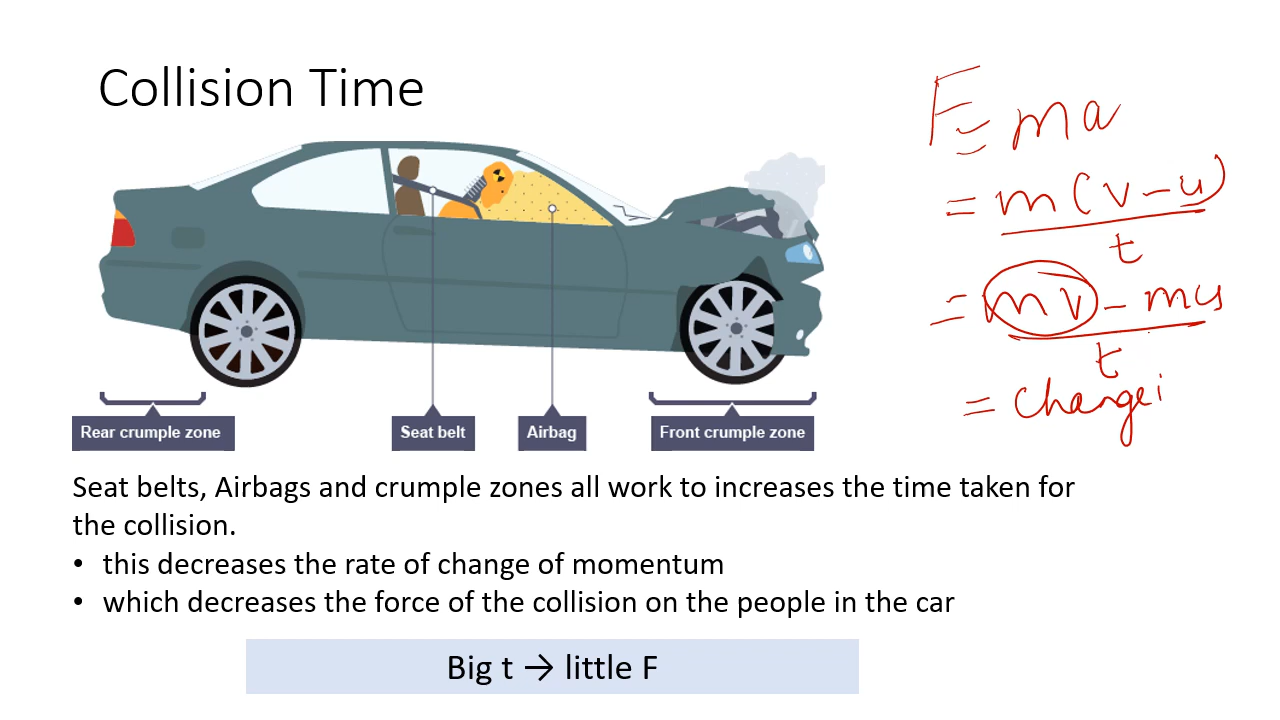 Collision Time
F = ma
= m(v-u)
t
= mv - mu
t
= change i
Rear crumple zone
Seat belt
Airbag
Front crumple zone
Seat belts, Airbags and crumple zones all work to increases the time taken for
the collision.
• this decreases the rate of change of momentum
• which decreases the force of the collision on the people in the car
Big t → little F